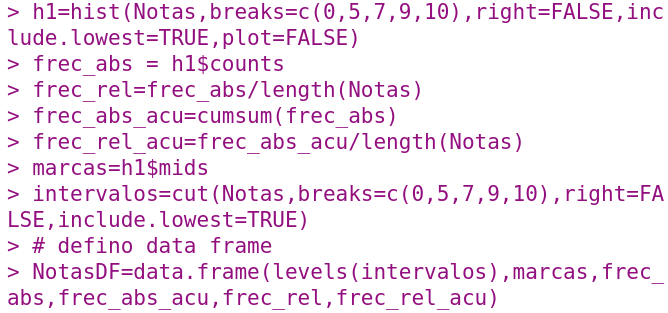 > h1=hist(Notas,breaks=c(0,5,7,9,10),right=FALSE,inc
lude.lowest=TRUE,plot=FALSE)
> frec_abs = h1$counts
> frec_rel=frec_abs/length(Notas)
> frec_abs_acu=cumsum(frec_abs)
> frec_rel_acu=frec_abs_acu/length(Notas)
> marcas=h1$mids
> intervalos=cut(Notas,breaks=c(0,5,7,9,10),right=FA
LSE,include.lowest=TRUE)
> # defino data frame
> NotasDF=data.frame(levels(intervalos),marcas,frec_
abs,frec_abs_acu,frec_rel,frec_rel_acu)